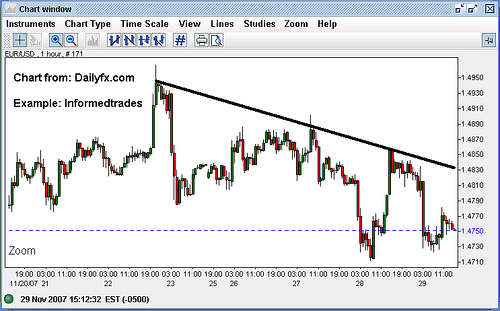 Chart window
Instruments Chart Type Time Scale View Lines Studies Zoom Help
EUR/USD , 1 hour, # 171
Chart from: Dailyfx.com
Example: Informedtrades
1.4950
1.4930
1.4910
1.4890
1.4870
1.4850
1.4830
1.4810
1.4790
1.4770
1.4750
1.4730
1.4710
Zoom
19:00 03:00 11:00 19:00 03:00 11:00 19:00 03:00 11:00 19:00 03:00 11:00 19:00 03:00 11:00 19:00 03:00 11:00 19:00 03:00 11:00
11/20/07 21 22 23 25 26 27 28 29
29 Nov 2007 15:12:32 EST (-0500)